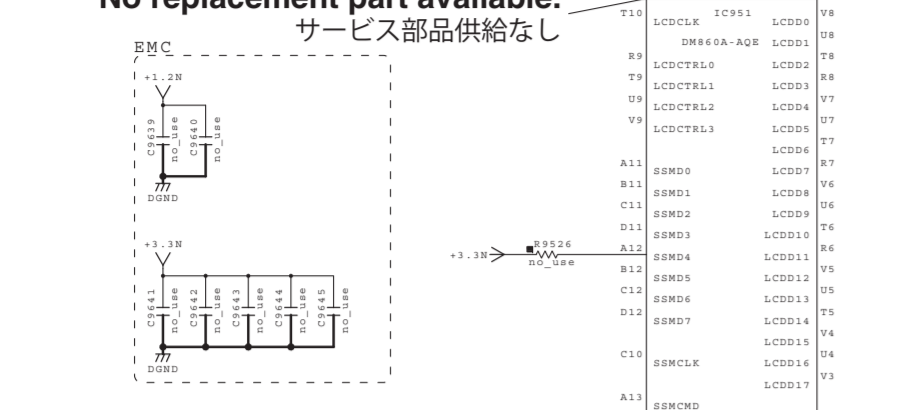 No replacement part available.
サービス部品供給なし
EMC
+1.2N
C9639
no_use
C9640
no_use
DGND
+3.3N
C9641
no_use
C9642
no_use
C9643
no_use
C9644
no_use
C9645
no_use
DGND
+3.3N
R9526
no_use
IC951
DM860A-AQE
T10 LCDCLK
R9 LCDCTRL0
T9 LCDCTRL1
U9 LCDCTRL2
V9 LCDCTRL3
A11 SSMD0
B11 SSMD1
C11 SSMD2
D11 SSMD3
A12 SSMD4
B12 SSMD5
C12 SSMD6
D12 SSMD7
C10 SSMCLK
A13 SSMCMD
LCDD0 V8
LCDD1 U8
LCDD2 T8
LCDD3 R8
LCDD4 V7
LCDD5 U7
LCDD6 T7
LCDD7 R7
LCDD8 V6
LCDD9 U6
LCDD10 T6
LCDD11 R6
LCDD12 V5
LCDD13 U5
LCDD14 T5
LCDD15 V4
LCDD16 U4
LCDD17 V3